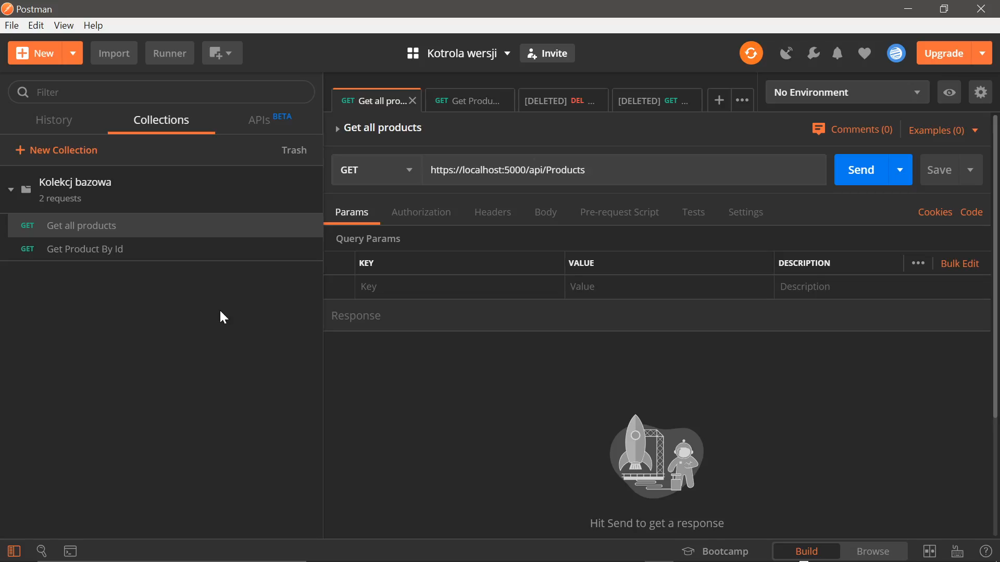 Postman
File Edit View Help
New Import Runner Kotrola wersji Invite Upgrade
Filter
History Collections APIs BETA
New Collection Trash
Kolekcj bazowa
2 requests
GET Get all products
GET Get Product By Id
GET Get all pro... GET Get Produ... [DELETED] DEL ... [DELETED] GET ... No Environment
Get all products Comments (0) Examples (0)
GET https://localhost:5000/api/Products Send Save
Params Authorization Headers Body Pre-request Script Tests Settings Cookies Code
Query Params
KEY VALUE DESCRIPTION Bulk Edit
Key Value Description
Response
Hit Send to get a response
Bootcamp Build Browse